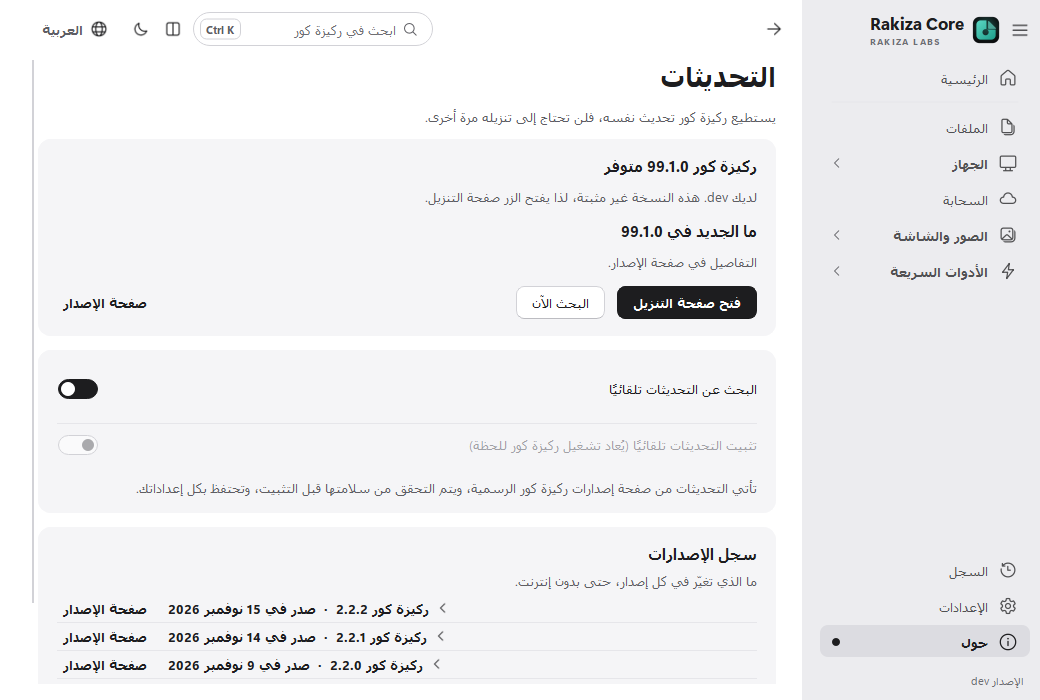 Rakiza Core
RAKIZA LABS
الرئيسية
الملفات
الجهاز
السحابة
الصور والشاشة
الأدوات السريعة
السجل
الإعدادات
حول
الإصدار dev
ابحث في ركيزة كور
Ctrl K
العربية
التحديثات
يستطيع ركيزة كور تحديث نفسه، فلن تحتاج إلى تنزيله مرة أخرى.
ركيزة كور 99.1.0 متوفر
لديك dev. هذه النسخة غير مثبتة، لذا يفتح الزر صفحة التنزيل.
ما الجديد في 99.1.0
التفاصيل في صفحة الإصدار.
فتح صفحة التنزيل
البحث الآن
صفحة الإصدار
البحث عن التحديثات تلقائيًا
تثبيت التحديثات تلقائيًا (يُعاد تشغيل ركيزة كور للحظة)
تأتي التحديثات من صفحة إصدارات ركيزة كور الرسمية، ويتم التحقق من سلامتها قبل التثبيت، وتحتفظ بكل إعداداتك.
سجل الإصدارات
ما الذي تغيّر في كل إصدار، حتى بدون إنترنت.
ركيزة كور 2.2.2 · صدر في 15 نوفمبر 2026 صفحة الإصدار
ركيزة كور 2.2.1 · صدر في 14 نوفمبر 2026 صفحة الإصدار
ركيزة كور 2.2.0 · صدر في 9 نوفمبر 2026 صفحة الإصدار